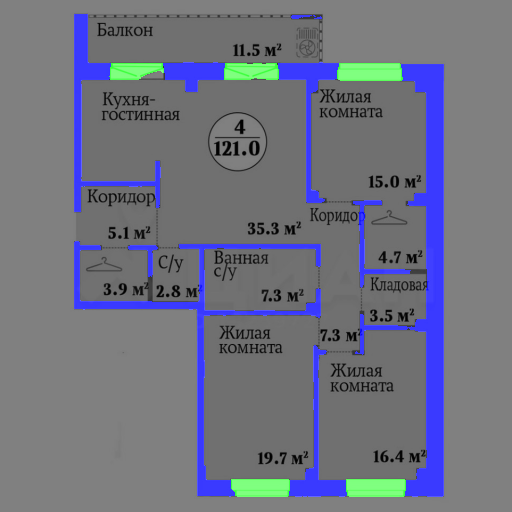 Балкон
11.5 м²
Кухня-
гостинная
4
121.0
Жилая
комната
15.0 м²
Коридор
5.1 м²
35.3 м²
Коридор
4.7 м²
3.9 м²
С/у
2.8 м²
Ванная
с/у
7.3 м²
Кладовая
3.5 м²
7.3 м²
Жилая
комната
19.7 м²
Жилая
комната
16.4 м²